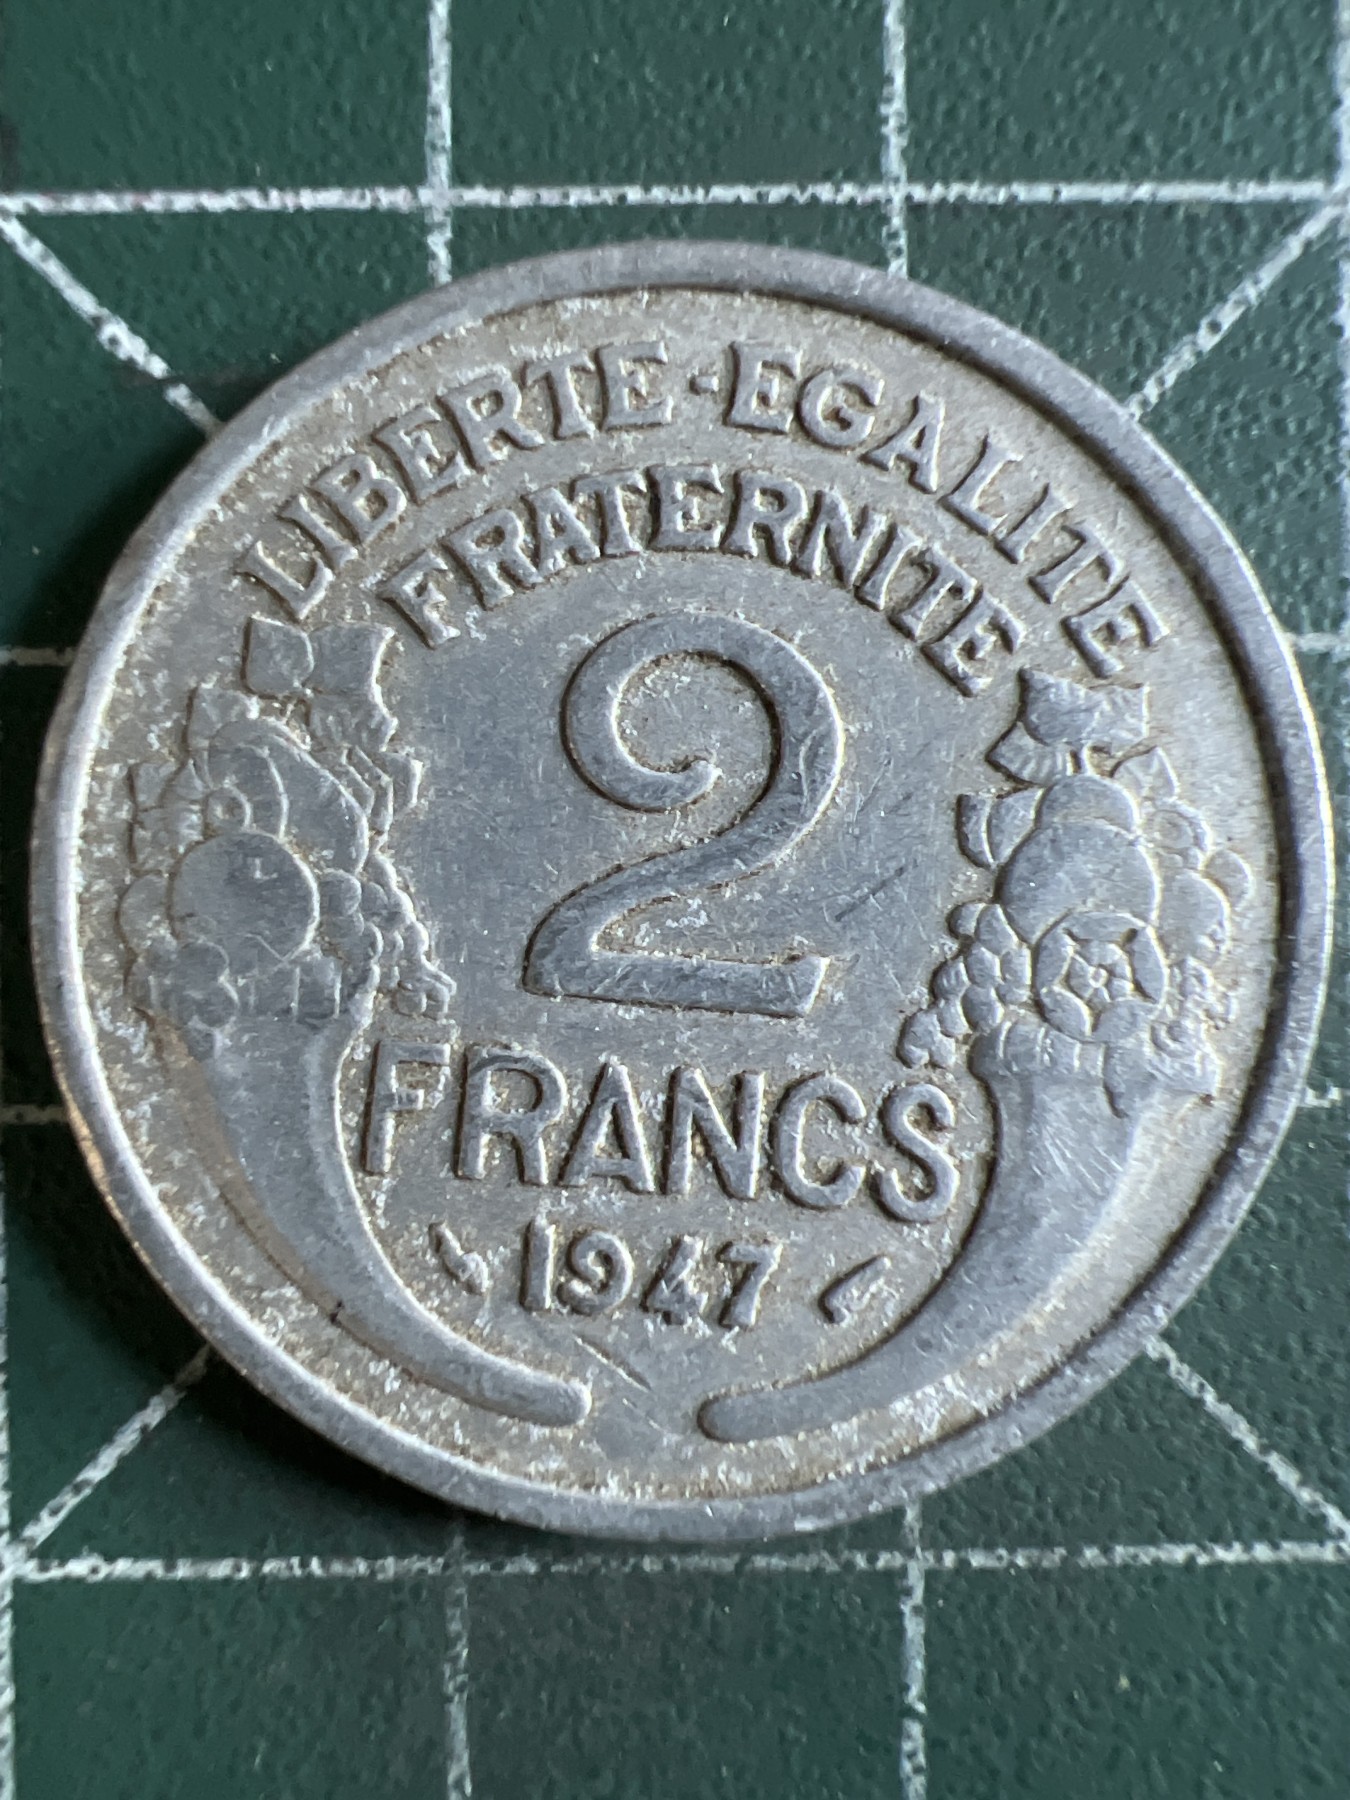 LIBERTE-EGALITE
FRATERNITE
2
FRANCS
1947